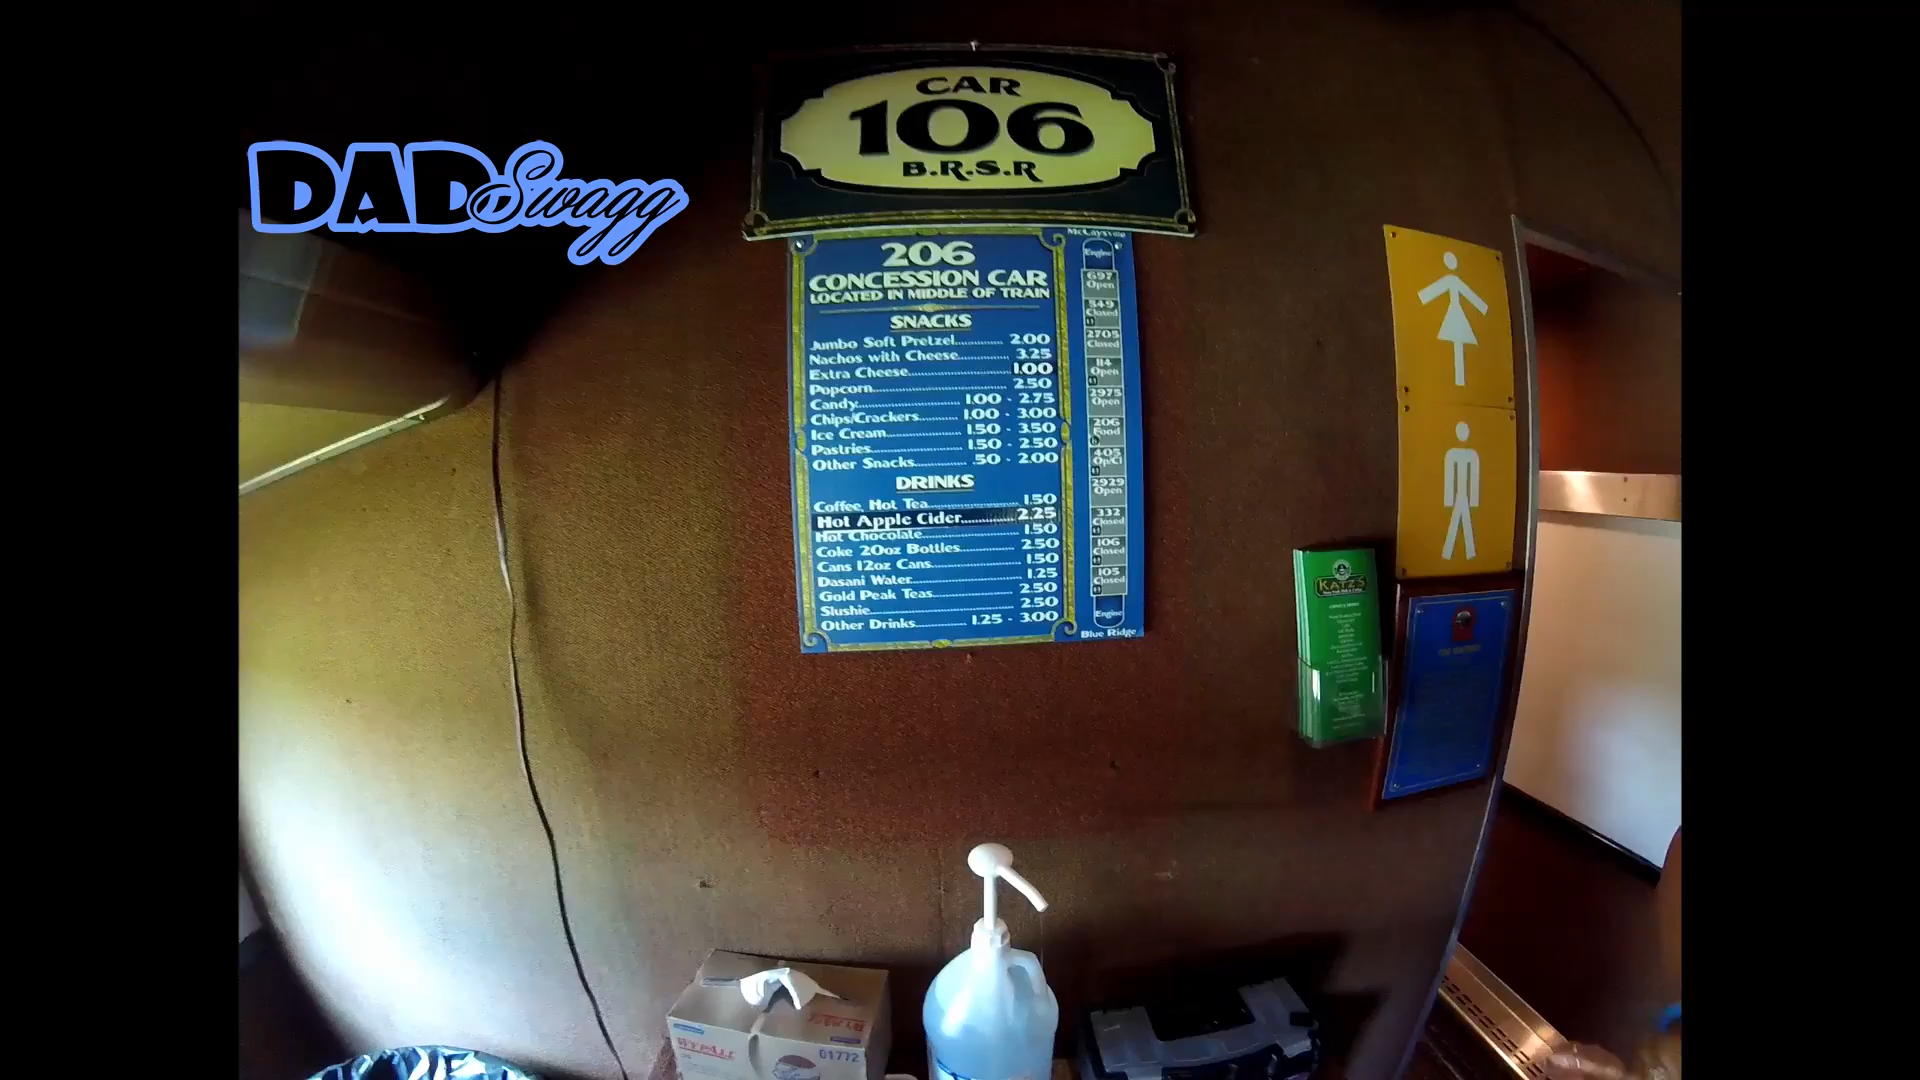 DADSwagg
CAR
106
B.R.S.R
206
CONCESSION CAR
LOCATED IN MIDDLE OF TRAIN
SNACKS
Jumbo Soft Pretzel 2.00
Nachos with Cheese 3.25
Extra Cheese 1.00
Popcorn 2.50
Candy 1.00 - 2.75
Chips/Crackers 1.00 - 3.00
Ice Cream 1.50 - 3.50
Pastries 1.50 - 2.50
Other Snacks .50 - 2.00
DRINKS
Coffee, Hot Tea 1.50
Hot Apple Cider 2.25
Hot Chocolate 1.50
Coke 20oz Bottles 2.50
Cans 12oz Cans 1.50
Dasani Water 1.25
Gold Peak Teas 2.50
Slushie 2.50
Other Drinks 1.25 - 3.00
McCaysville
Engine
697
Open
549
Closed
2705
Closed
114
Open
2975
Open
206
Food
405
Op/Cl
2929
Open
332
Closed
106
Closed
105
Closed
Engine
Blue Ridge
KATZ'S
WYPALL
01772